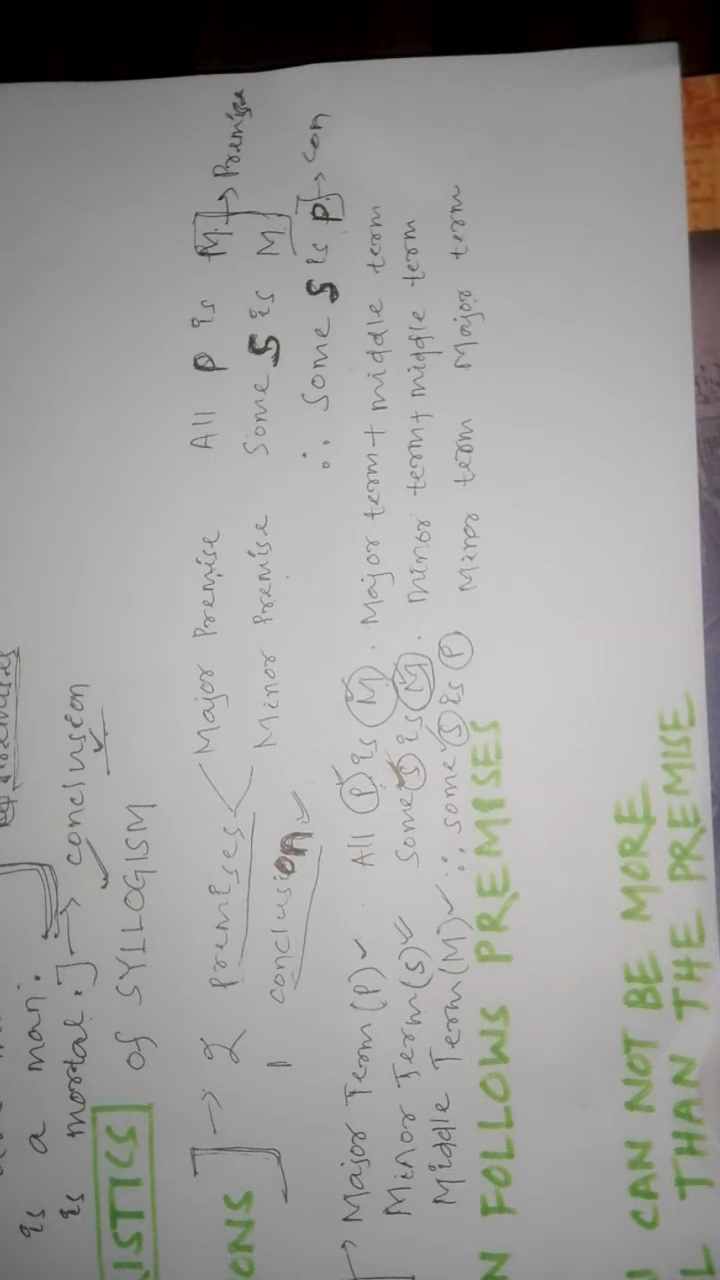 is a man.
is mortal. → conclusion
ISTICS of SYLLOGISM
ONS → 2 premises Major Premise All P is M → Premise
Minor Premise Some S is M
1 conclusion ∴ Some S is P → con
→ Major Term (P) ✓ . All P is M . Major term + middle term
Minor Term (S) ✓ Some S is M . minor term + middle term
Middle Term (M) ✓ ∴ some S is P Minor term Major term
N FOLLOWS PREMISES
CAN NOT BE MORE
L THAN THE PREMISE